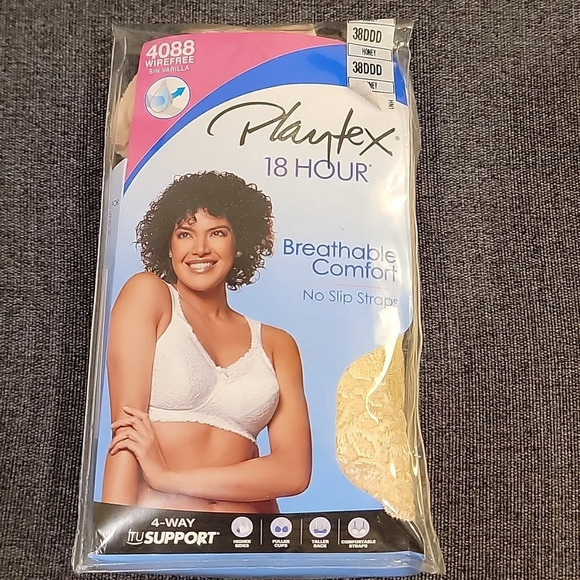 4088
WIREFREE
SIN VARILLA
38DDD
HONEY
38DDD
Playtex®
18 HOUR®
Breathable
Comfort
No Slip Straps
4-WAY
truSUPPORT®
HIGHER
SIDES
FULLER
CUPS
TALLER
BACK
COMFORTABLE
STRAPS